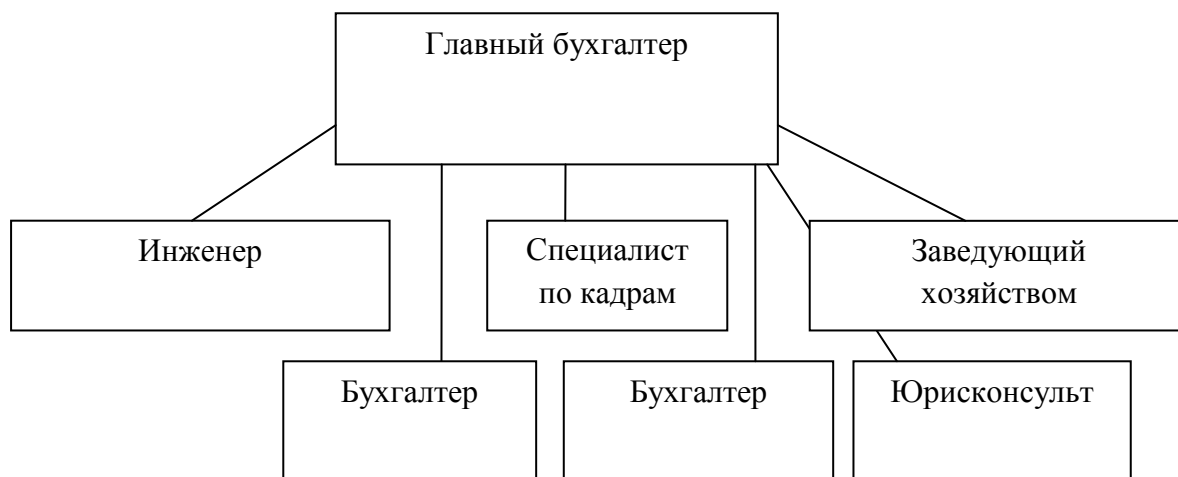 Главный бухгалтер
Инженер
Специалист
по кадрам
Заведующий
хозяйством
Бухгалтер
Бухгалтер
Юрисконсульт